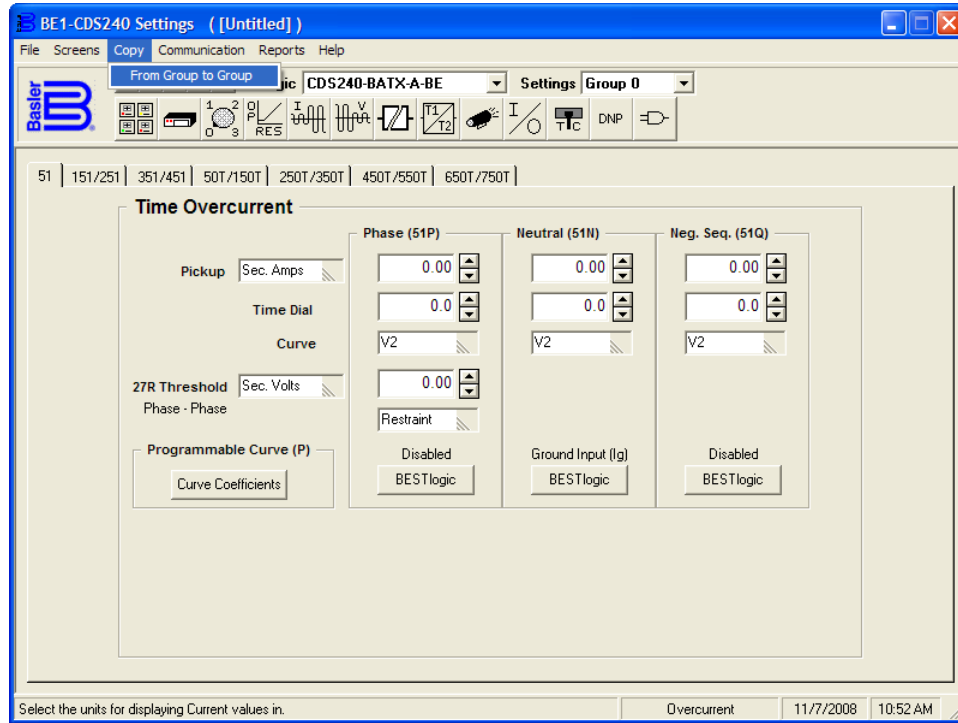 BE1-CDS240 Settings ( [Untitled] )
File Screens Copy Communication Reports Help
From Group to Group
Basler
ic CDS240-BATX-A-BE Settings Group 0
1 2 0 3
0 P L RES
I
V
T1 T2
I O
T C
DNP
51 151/251 351/451 50T/150T 250T/350T 450T/550T 650T/750T
Time Overcurrent
Phase (51P) Neutral (51N) Neg. Seq. (51Q)
Pickup Sec. Amps 0.00 0.00 0.00
Time Dial 0.0 0.0 0.0
Curve V2 V2 V2
27R Threshold Sec. Volts 0.00
Phase - Phase
Restraint
Programmable Curve (P) Disabled Ground Input (Ig) Disabled
Curve Coefficients BESTlogic BESTlogic BESTlogic
Select the units for displaying Current values in. Overcurrent 11/7/2008 10:52 AM